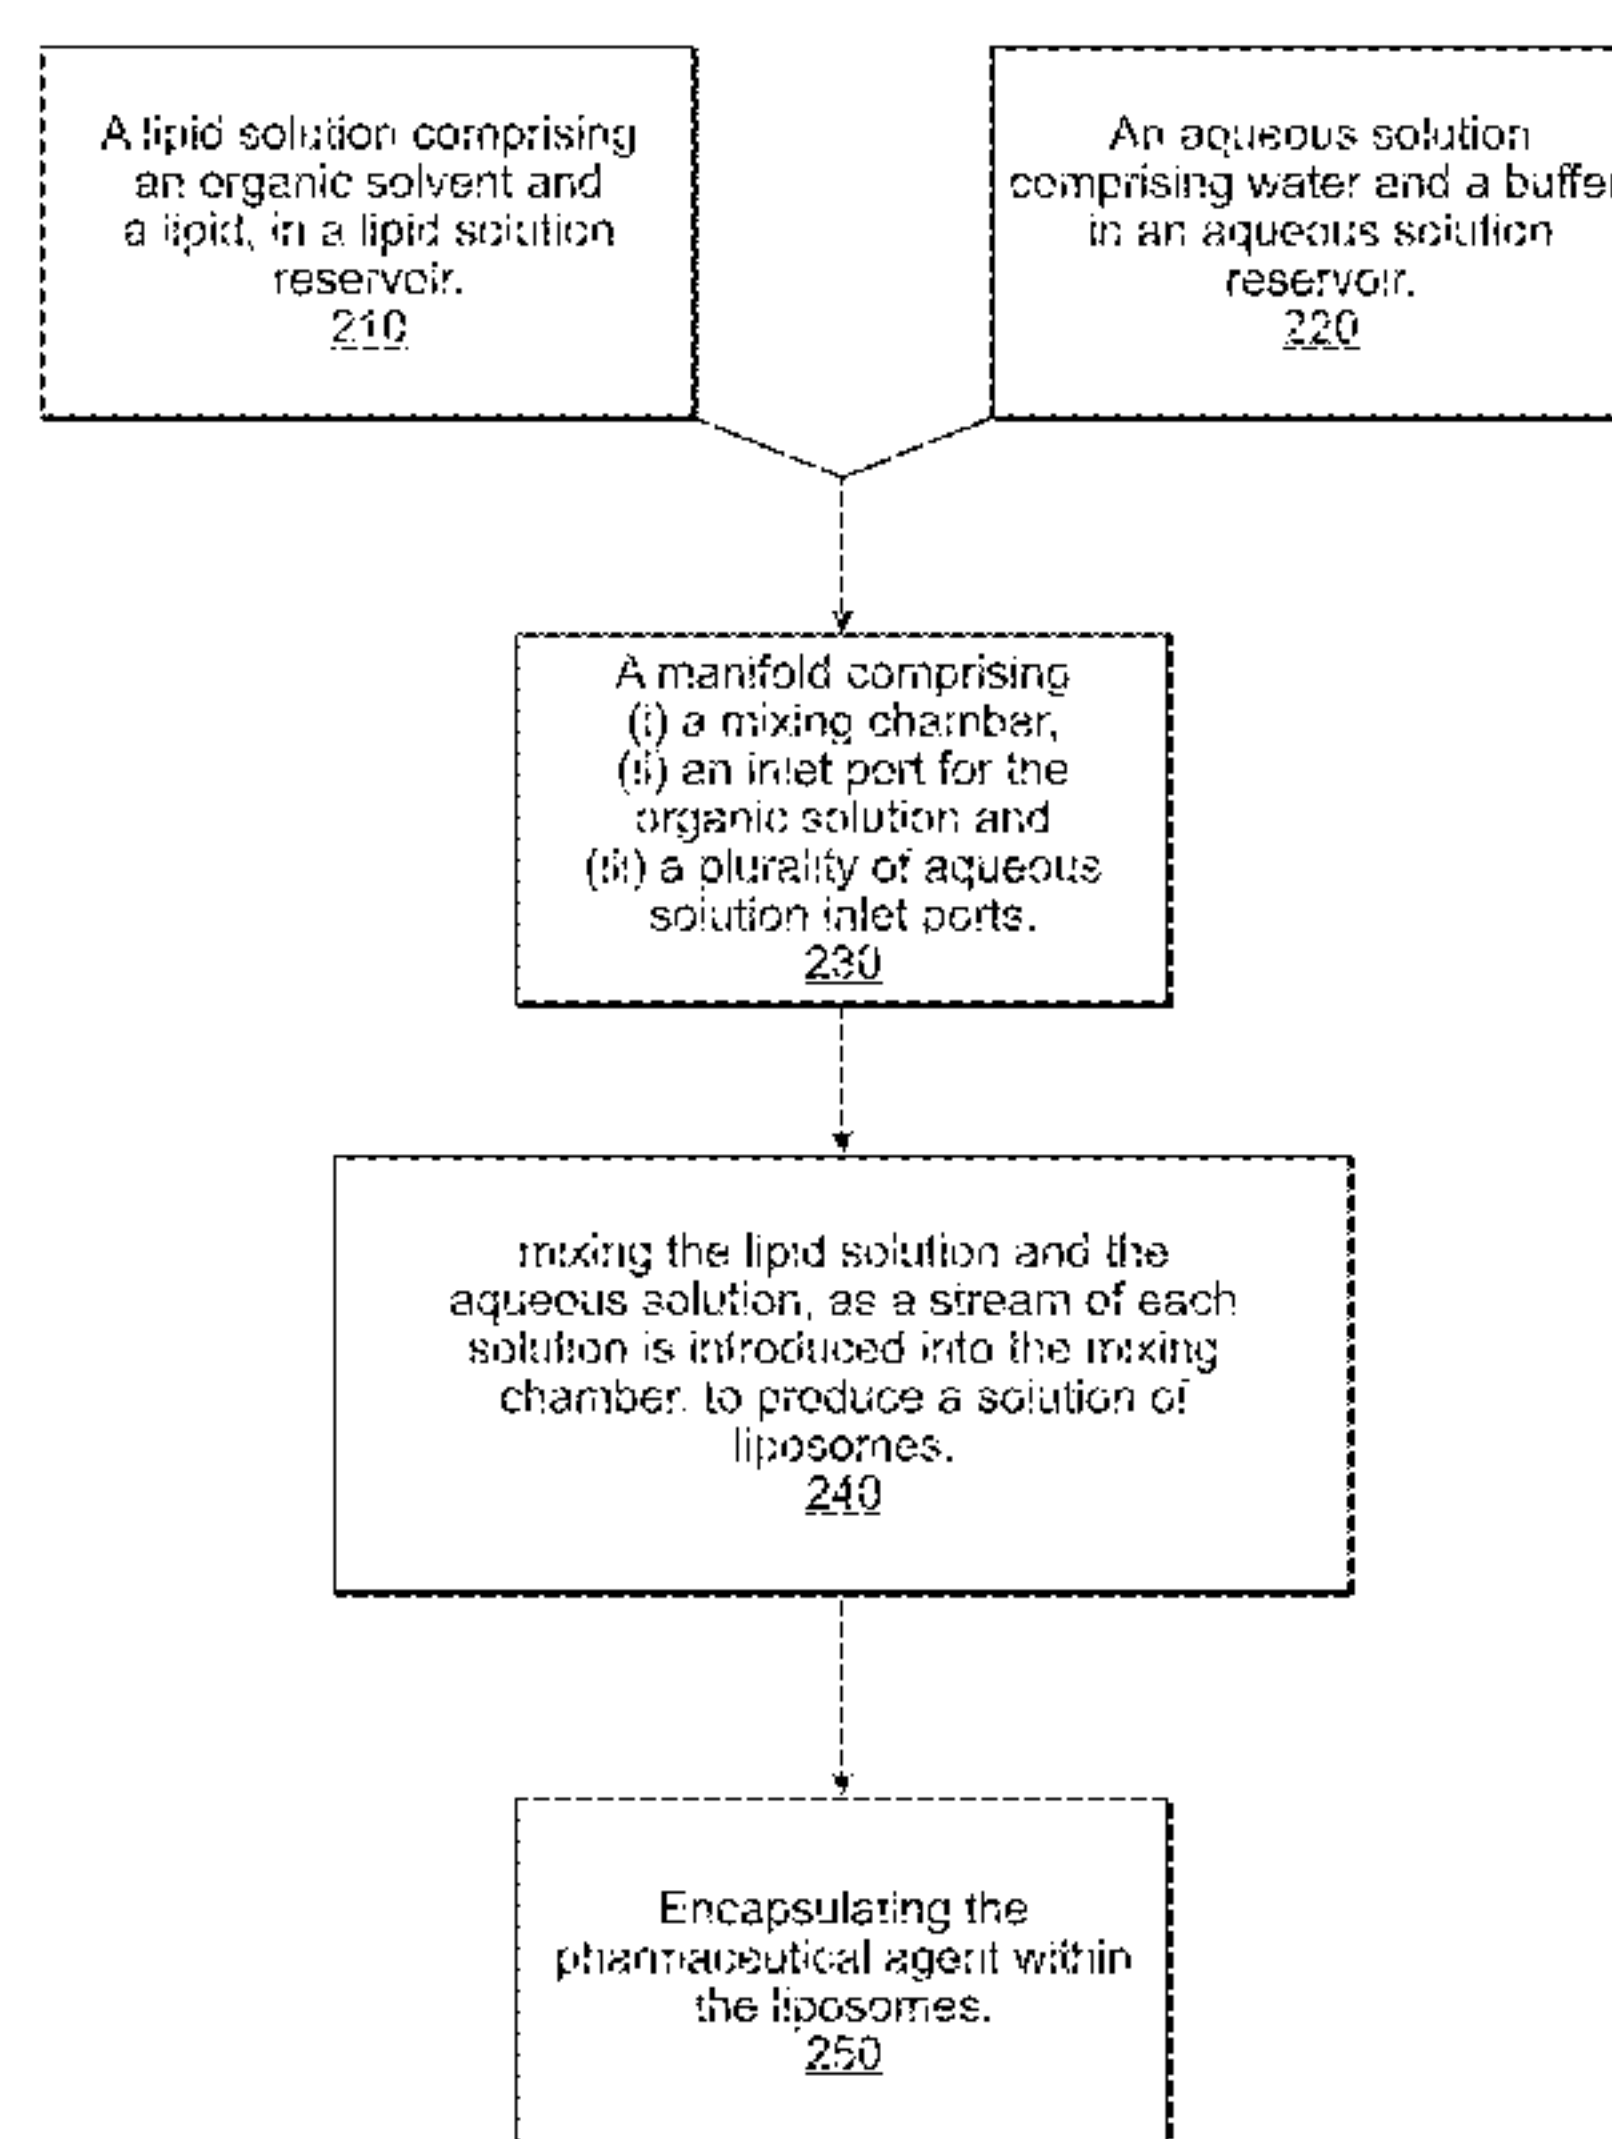 A lipid solution comprising
an organic solvent and
a lipid, in a lipid solution
reservoir.
210
An aqueous solution
comprising water and a buffer
in an aqueous solution
reservoir.
220
A manifold comprising
(i) a mixing chamber,
(ii) an inlet port for the
organic solution and
(iii) a plurality of aqueous
solution inlet ports.
230
mixing the lipid solution and the
aqueous solution, as a stream of each
solution is introduced into the mixing
chamber, to produce a solution of
liposomes.
240
Encapsulating the
pharmaceutical agent within
the liposomes.
250